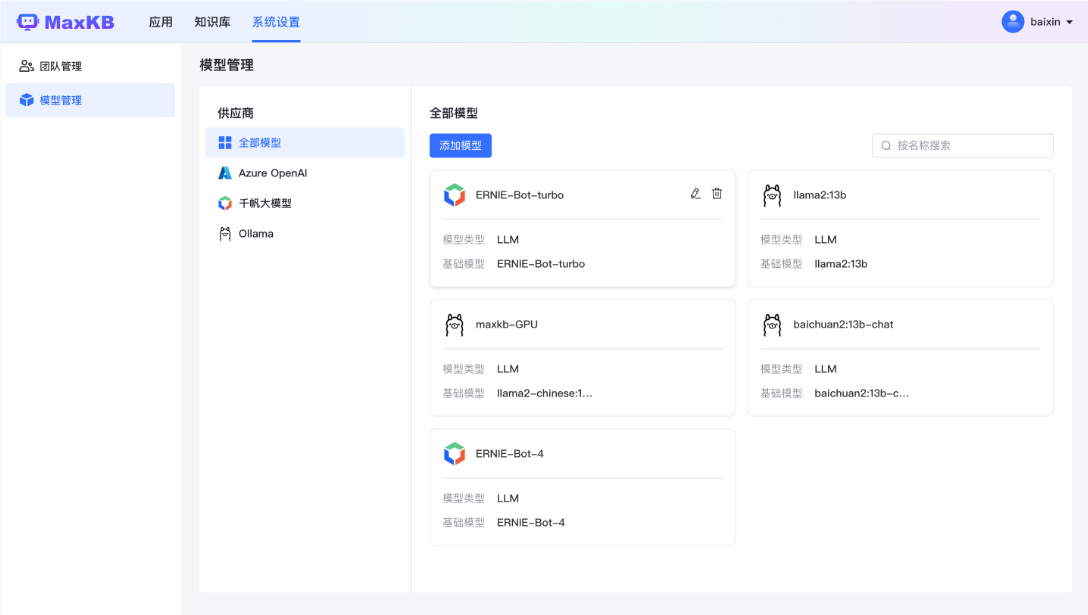 MaxKB 应用 知识库 系统设置 baixin
团队管理
模型管理
模型管理
供应商
全部模型
Azure OpenAI
千帆大模型
Ollama
全部模型
添加模型 按名称搜索
ERNIE-Bot-turbo
模型类型 LLM
基础模型 ERNIE-Bot-turbo
llama2:13b
模型类型 LLM
基础模型 llama2:13b
maxkb-GPU
模型类型 LLM
基础模型 llama2-chinese:1...
baichuan2:13b-chat
模型类型 LLM
基础模型 baichuan2:13b-c...
ERNIE-Bot-4
模型类型 LLM
基础模型 ERNIE-Bot-4